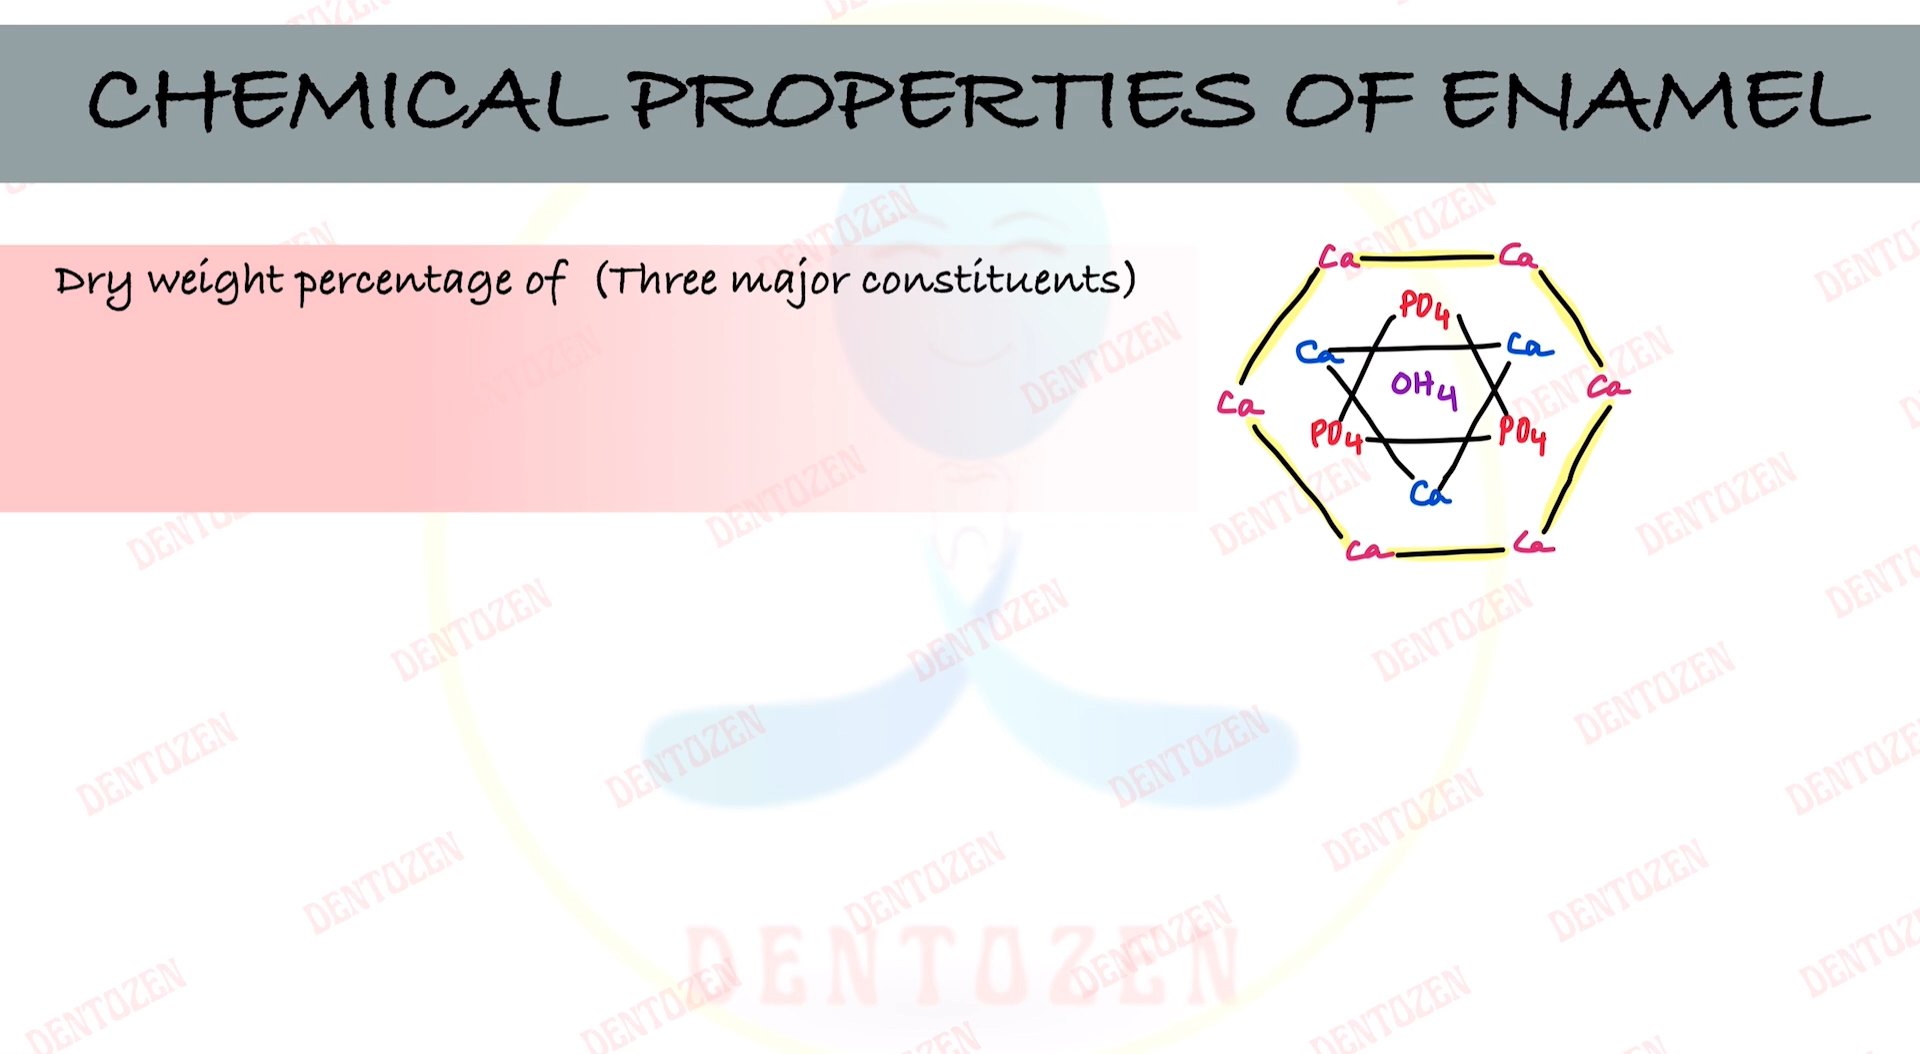 CHEMICAL PROPERTIES OF ENAMEL
Dry weight percentage of (Three major constituents)
Ca Ca
PO4
Ca Ca
OH4
Ca Ca
PO4 PO4
Ca
Ca Ca
DENTOZEN